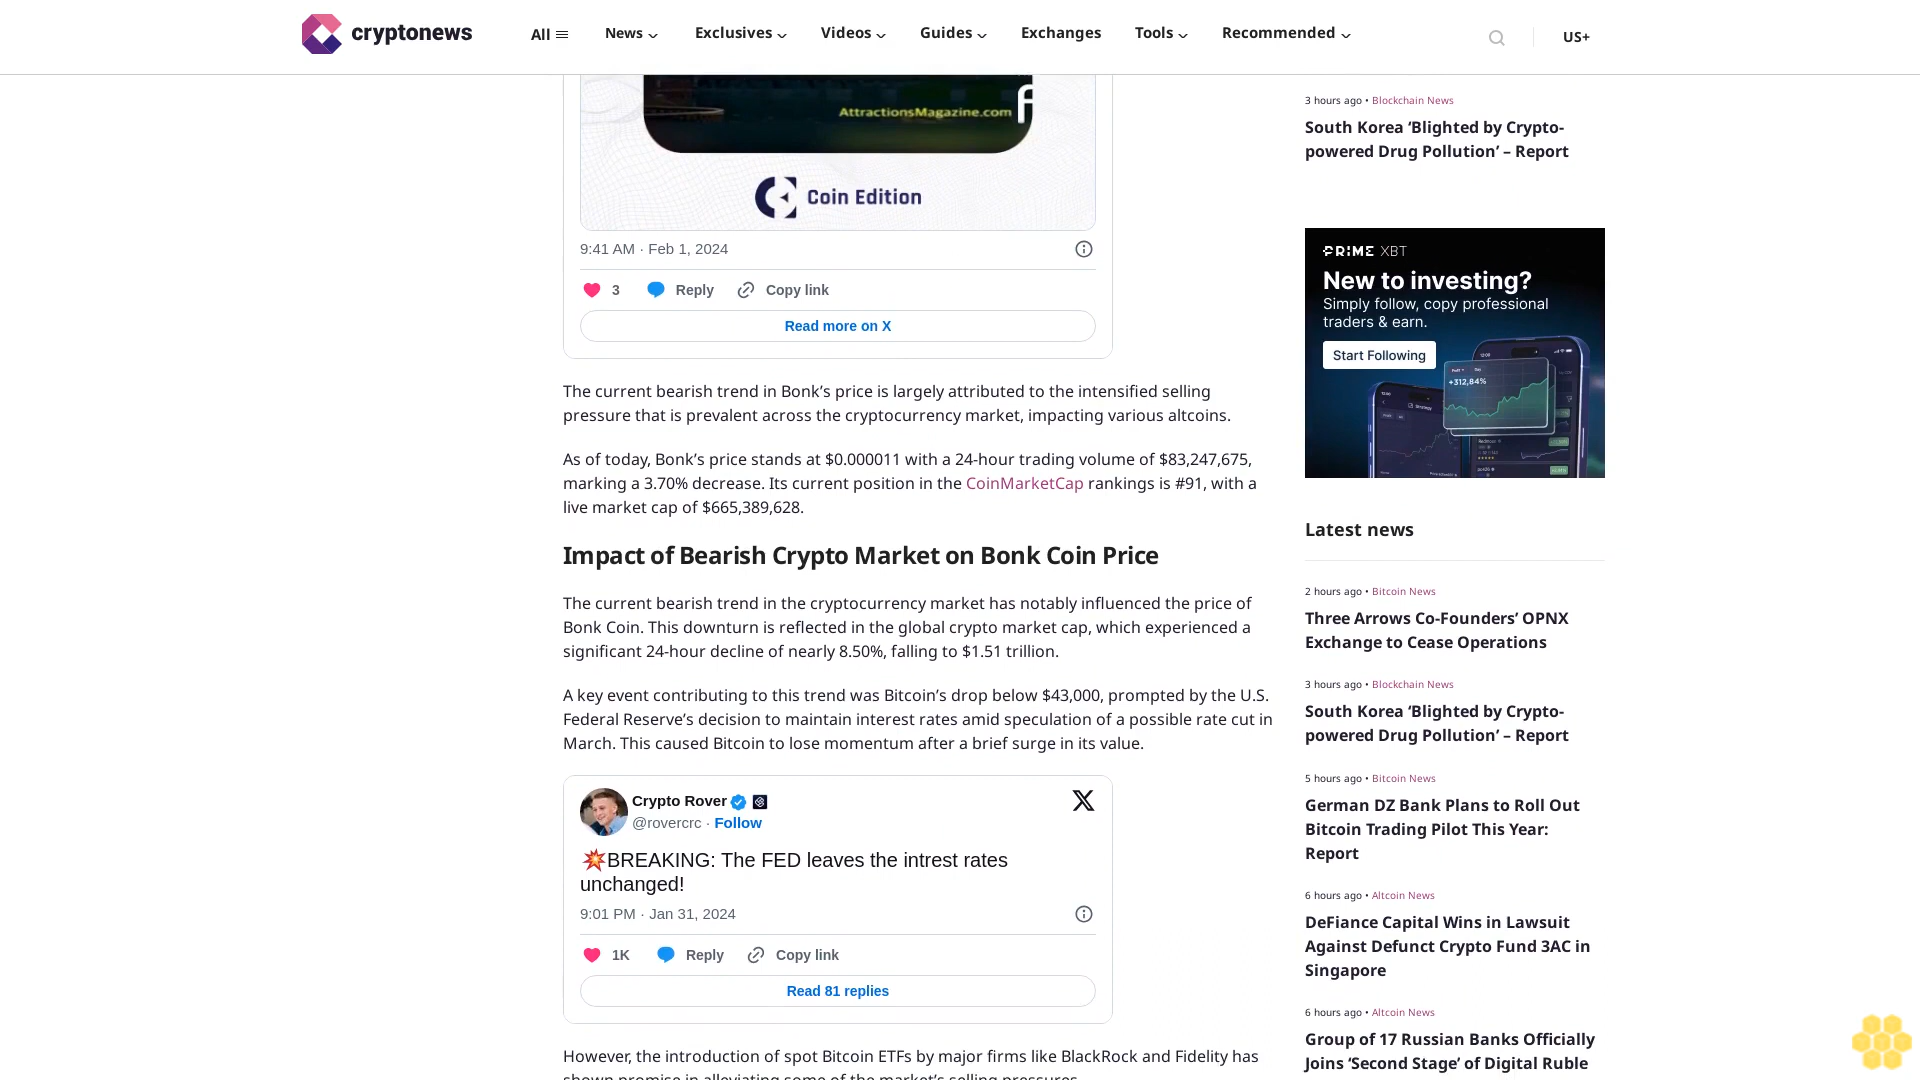 cryptonews
All
News
Exclusives
Videos
Guides
Exchanges
Tools
Recommended
US+
AttractionsMagazine.com
Coin Edition
9:41 AM · Feb 1, 2024
3
Reply
Copy link
Read more on X
The current bearish trend in Bonk’s price is largely attributed to the intensified selling
pressure that is prevalent across the cryptocurrency market, impacting various altcoins.
As of today, Bonk’s price stands at $0.000011 with a 24-hour trading volume of $83,247,675,
marking a 3.70% decrease. Its current position in the CoinMarketCap rankings is #91, with a
live market cap of $665,389,628.
Impact of Bearish Crypto Market on Bonk Coin Price
The current bearish trend in the cryptocurrency market has notably influenced the price of
Bonk Coin. This downturn is reflected in the global crypto market cap, which experienced a
significant 24-hour decline of nearly 8.50%, falling to $1.51 trillion.
A key event contributing to this trend was Bitcoin’s drop below $43,000, prompted by the U.S.
Federal Reserve’s decision to maintain interest rates amid speculation of a possible rate cut in
March. This caused Bitcoin to lose momentum after a brief surge in its value.
Crypto Rover
@rovercrc · Follow
💥BREAKING: The FED leaves the intrest rates
unchanged!
9:01 PM · Jan 31, 2024
1K
Reply
Copy link
Read 81 replies
However, the introduction of spot Bitcoin ETFs by major firms like BlackRock and Fidelity has
shown promise in alleviating some of the market’s selling pressures.
3 hours ago • Blockchain News
South Korea ‘Blighted by Crypto-
powered Drug Pollution’ – Report
PRIME XBT
New to investing?
Simply follow, copy professional
traders & earn.
Start Following
+312,84%
Latest news
2 hours ago • Bitcoin News
Three Arrows Co-Founders’ OPNX
Exchange to Cease Operations
3 hours ago • Blockchain News
South Korea ‘Blighted by Crypto-
powered Drug Pollution’ – Report
5 hours ago • Bitcoin News
German DZ Bank Plans to Roll Out
Bitcoin Trading Pilot This Year:
Report
6 hours ago • Altcoin News
DeFiance Capital Wins in Lawsuit
Against Defunct Crypto Fund 3AC in
Singapore
6 hours ago • Altcoin News
Group of 17 Russian Banks Officially
Joins ‘Second Stage’ of Digital Ruble